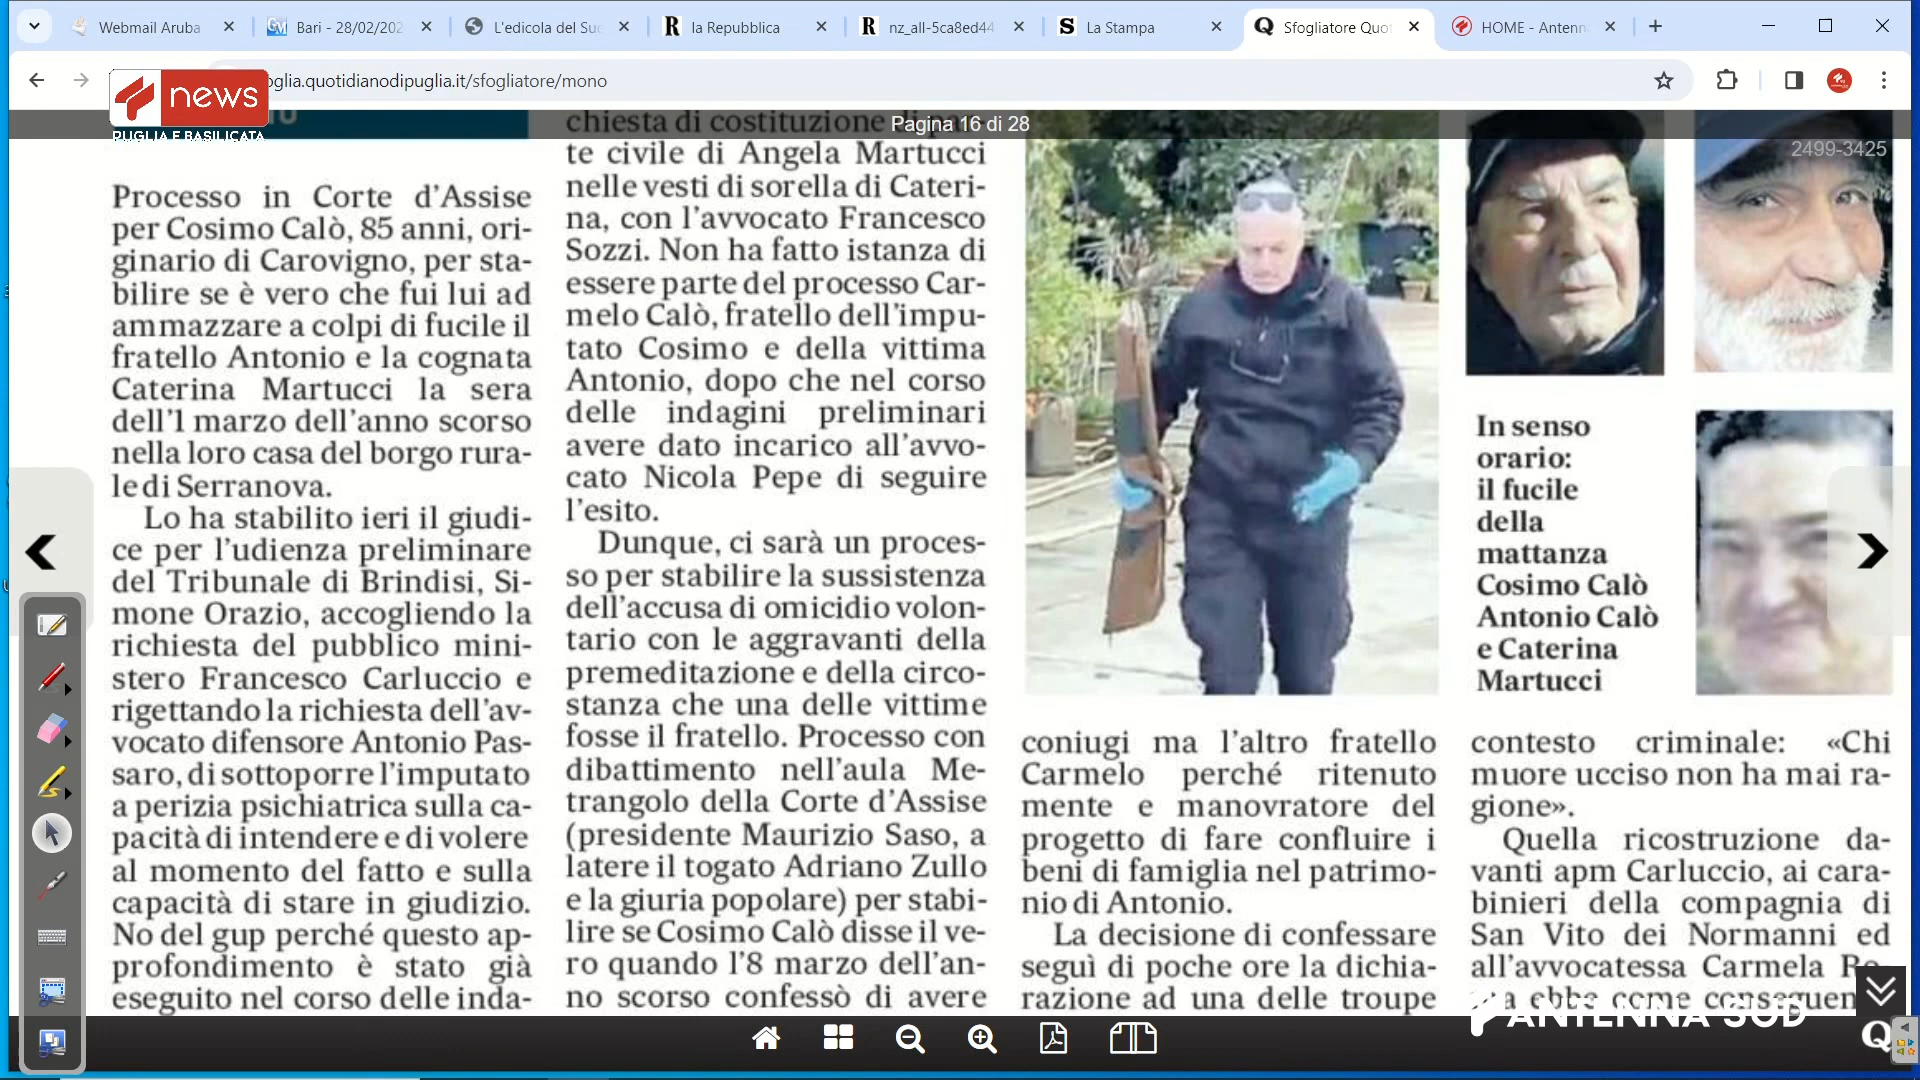 Webmail Aruba
Bari - 28/02/202
L'edicola del Suc
la Repubblica
nz_all-5ca8ed44
La Stampa
Sfogliatore Quot
HOME - Antenn
oglia.quotidianodipuglia.it/sfogliatore/mono
news
PUGLIA E BASILICATA
Pagina 16 di 28
2499-3425
Processo in Corte d'Assise
per Cosimo Calò, 85 anni, ori-
ginario di Carovigno, per sta-
bilire se è vero che fui lui ad
ammazzare a colpi di fucile il
fratello Antonio e la cognata
Caterina Martucci la sera
dell'1 marzo dell'anno scorso
nella loro casa del borgo rura-
le di Serranova.
Lo ha stabilito ieri il giudi-
ce per l'udienza preliminare
del Tribunale di Brindisi, Si-
mone Orazio, accogliendo la
richiesta del pubblico mini-
stero Francesco Carluccio e
rigettando la richiesta dell'av-
vocato difensore Antonio Pas-
saro, di sottoporre l'imputato
a perizia psichiatrica sulla ca-
pacità di intendere e di volere
al momento del fatto e sulla
capacità di stare in giudizio.
No del gup perché questo ap-
profondimento è stato già
eseguito nel corso delle inda-
chiesta di costituzione
te civile di Angela Martucci
nelle vesti di sorella di Cateri-
na, con l'avvocato Francesco
Sozzi. Non ha fatto istanza di
essere parte del processo Car-
melo Calò, fratello dell'impu-
tato Cosimo e della vittima
Antonio, dopo che nel corso
delle indagini preliminari
avere dato incarico all'avvo-
cato Nicola Pepe di seguire
l'esito.
Dunque, ci sarà un proces-
so per stabilire la sussistenza
dell'accusa di omicidio volon-
tario con le aggravanti della
premeditazione e della circo-
stanza che una delle vittime
fosse il fratello. Processo con
dibattimento nell'aula Me-
trangolo della Corte d'Assise
(presidente Maurizio Saso, a
latere il togato Adriano Zullo
e la giuria popolare) per stabi-
lire se Cosimo Calò disse il ve-
ro quando l'8 marzo dell'an-
no scorso confessò di avere
In senso
orario:
il fucile
della
mattanza
Cosimo Calò
Antonio Calò
e Caterina
Martucci
coniugi ma l'altro fratello
Carmelo perché ritenuto
mente e manovratore del
progetto di fare confluire i
beni di famiglia nel patrimo-
nio di Antonio.
La decisione di confessare
seguì di poche ore la dichia-
razione ad una delle troupe
contesto criminale: «Chi
muore ucciso non ha mai ra-
gione».
Quella ricostruzione da-
vanti apm Carluccio, ai cara-
binieri della compagnia di
San Vito dei Normanni ed
all'avvocatessa Carmela
ebbe come conseguen
ANTENNA SUD